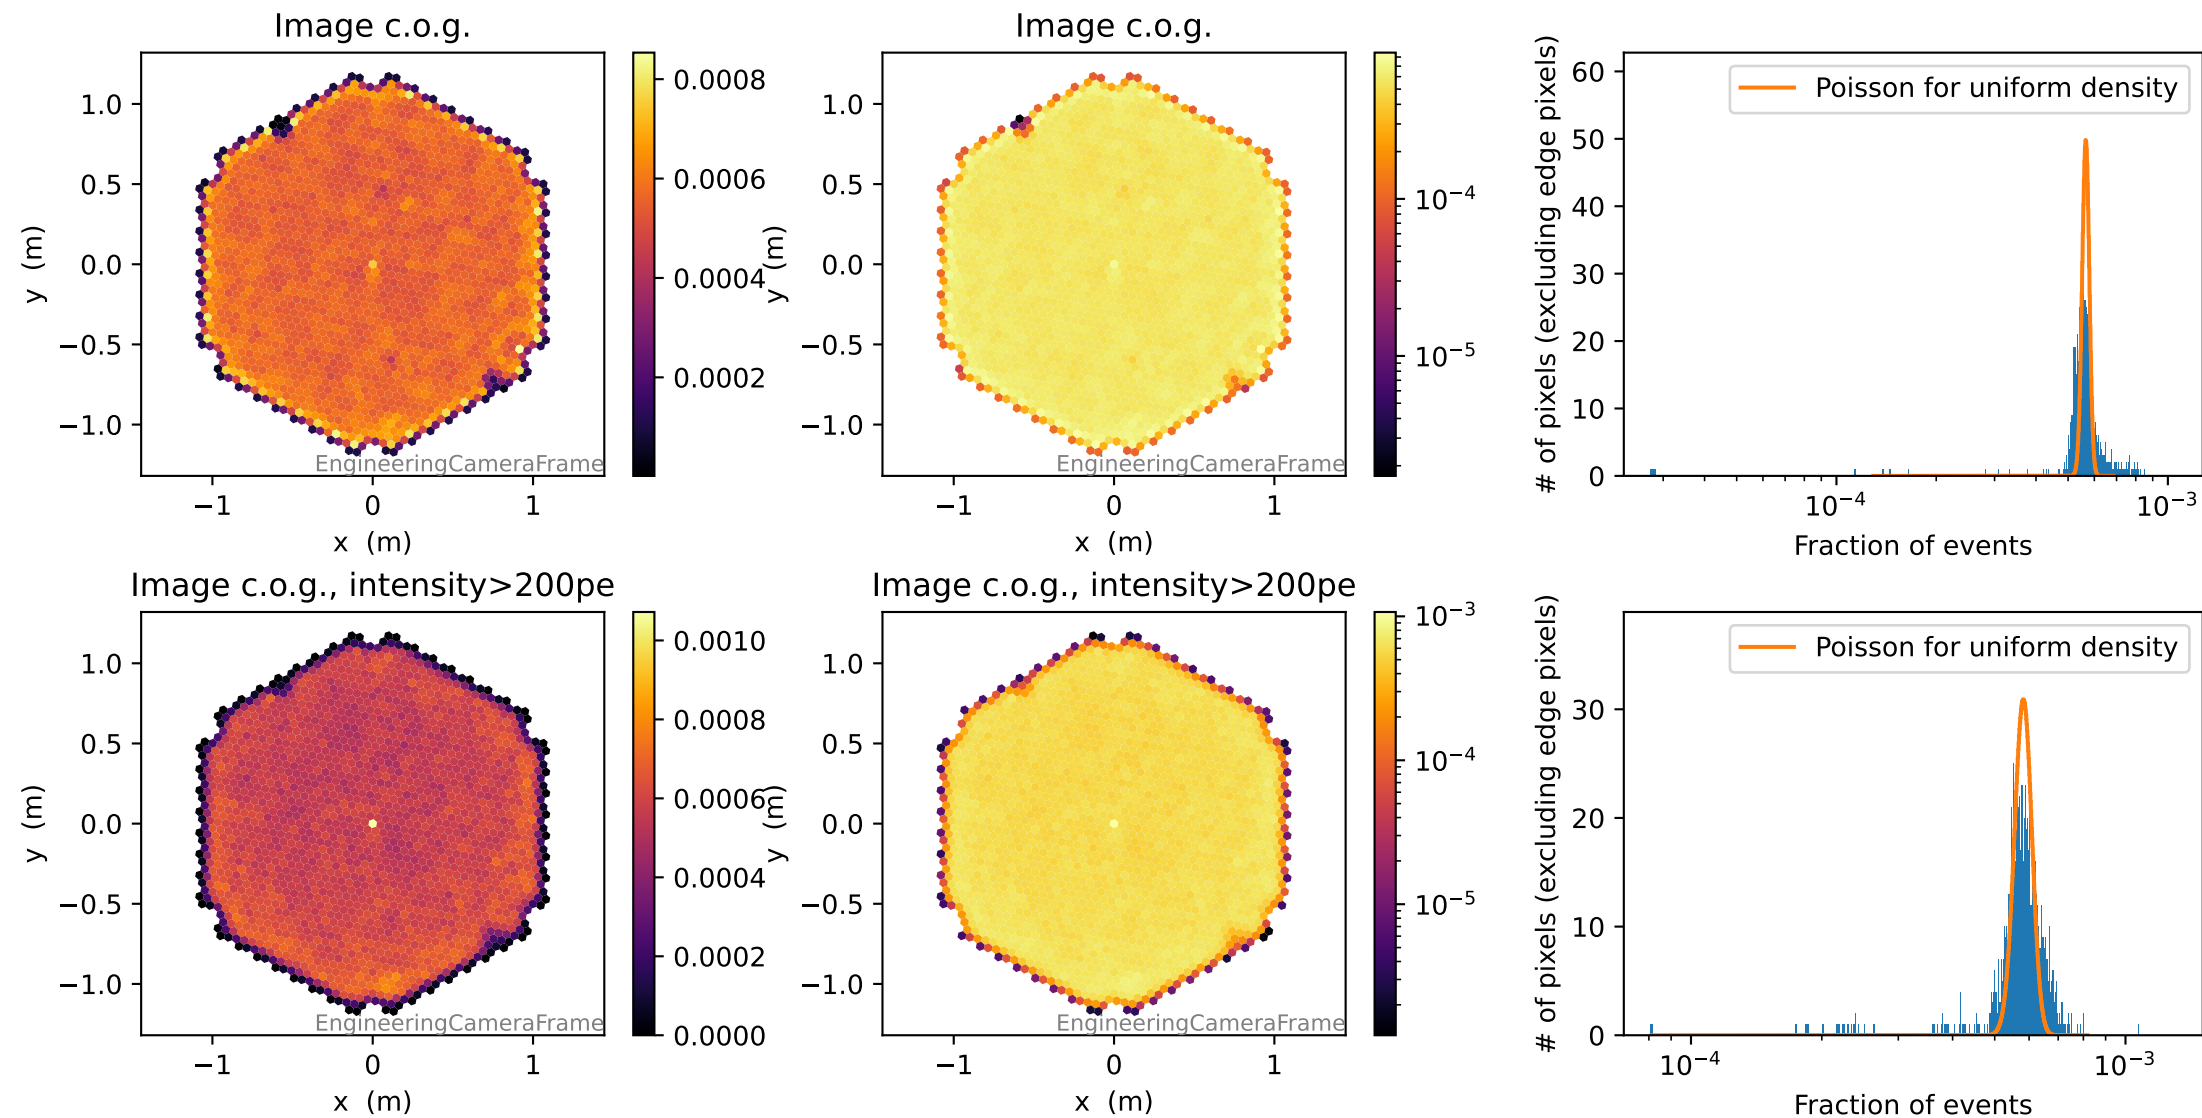 Image c.o.g.
1.0
0.5
0.0
−0.5
−1.0
y (m)
−1
0
1
x (m)
EngineeringCameraFrame
0.0008
0.0006
0.0004
0.0002
Image c.o.g.
1.0
0.5
0.0
−0.5
−1.0
y (m)
−1
0
1
x (m)
EngineeringCameraFrame
10⁻⁴
10⁻⁵
# of pixels (excluding edge pixels)
60
50
40
30
20
10
0
Poisson for uniform density
10⁻⁴
10⁻³
Fraction of events
Image c.o.g., intensity>200pe
1.0
0.5
0.0
−0.5
−1.0
y (m)
−1
0
1
x (m)
EngineeringCameraFrame
0.0010
0.0008
0.0006
0.0004
0.0002
0.0000
Image c.o.g., intensity>200pe
1.0
0.5
0.0
−0.5
−1.0
y (m)
−1
0
1
x (m)
EngineeringCameraFrame
10⁻³
10⁻⁴
10⁻⁵
# of pixels (excluding edge pixels)
30
20
10
0
Poisson for uniform density
10⁻⁴
10⁻³
Fraction of events